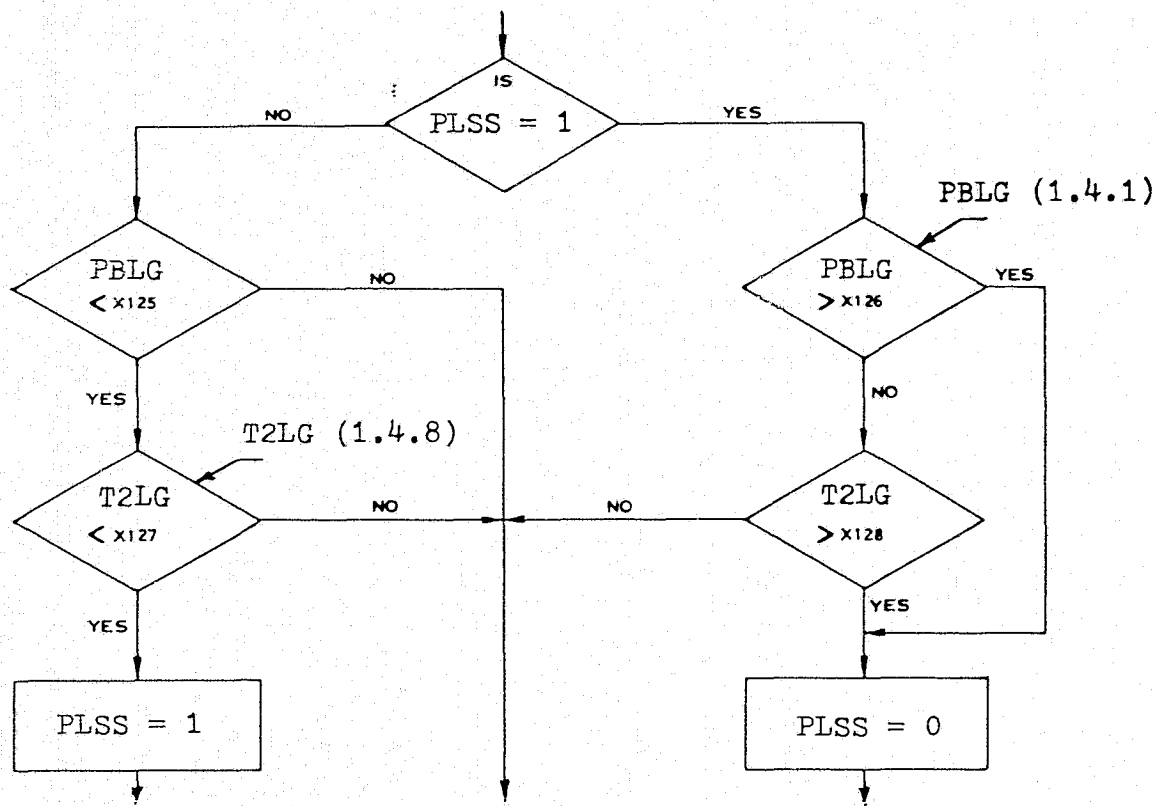 IS
PLSS = 1
NO
YES
PBLG (1.4.1)
PBLG
< X125
NO
PBLG
> X126
YES
YES
NO
T2LG (1.4.8)
T2LG
< X127
NO
NO
T2LG
> X128
YES
YES
PLSS = 1
PLSS = 0